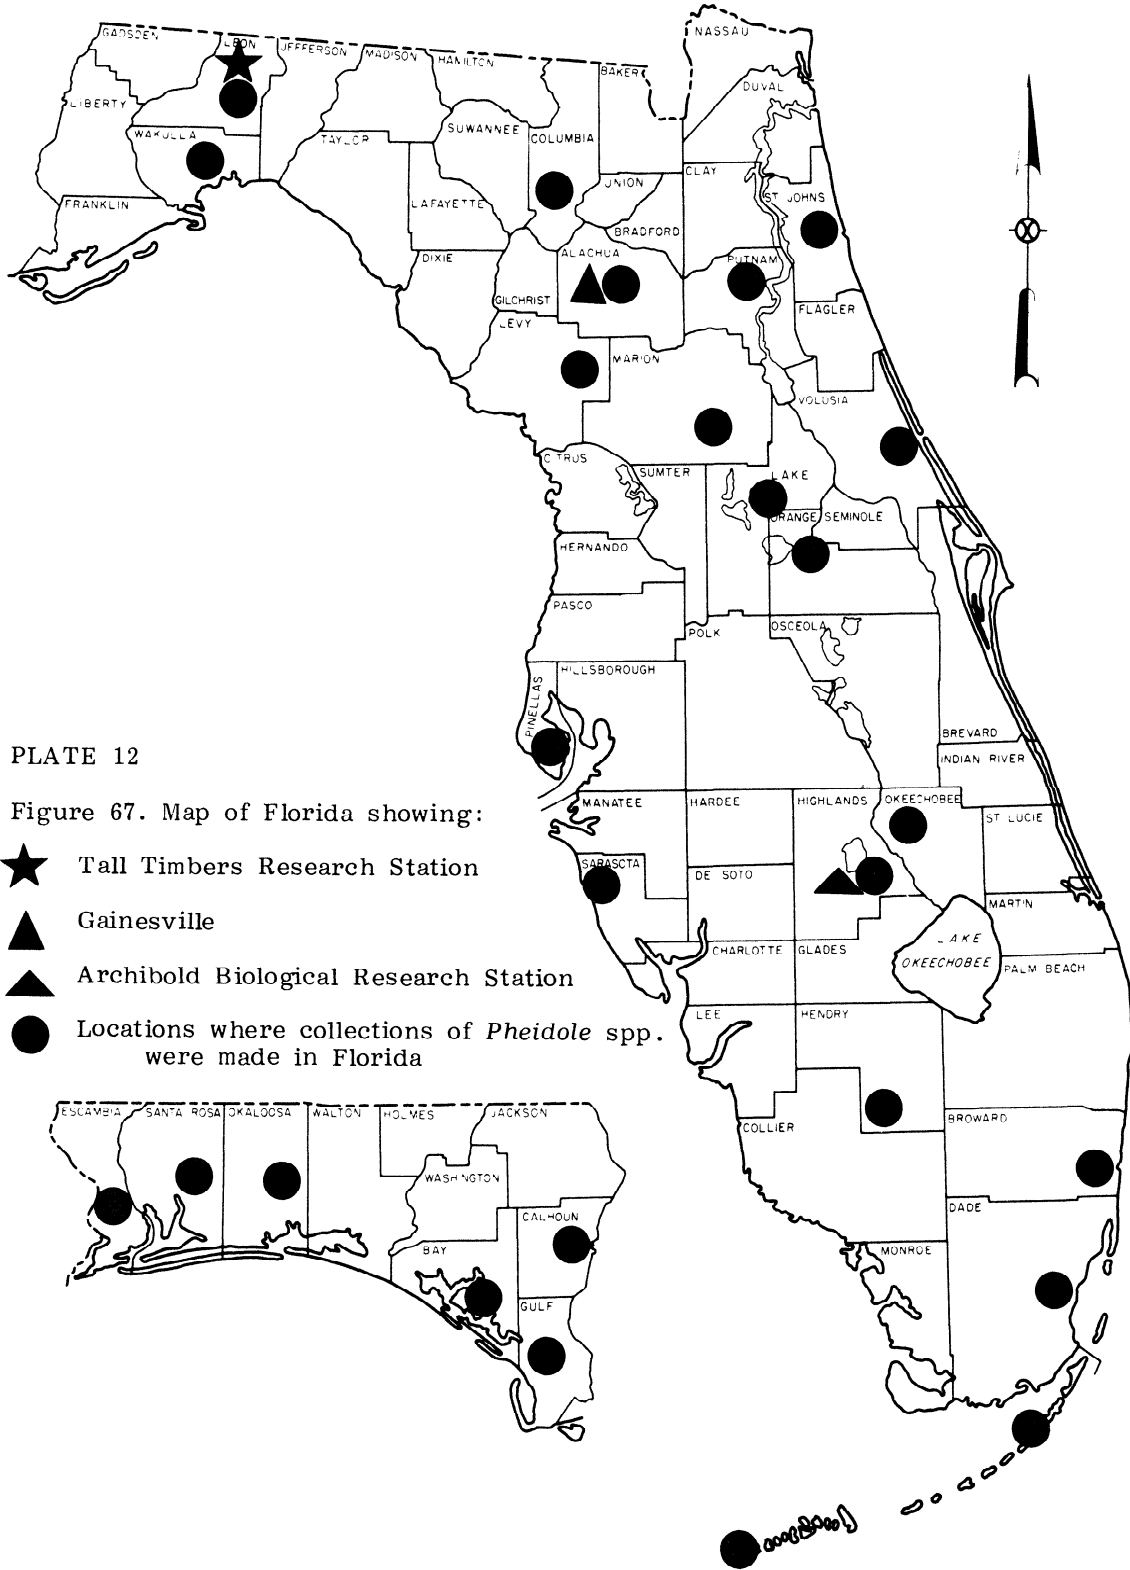 GADSDEN
LEON
JEFFERSON
MADISON
HAMILTON
NASSAU
BAKER
DUVAL
LIBERTY
WAKULLA
TAYLOR
SUWANNEE
COLUMBIA
CLAY
UNION
ST JOHNS
FRANKLIN
LAFAYETTE
BRADFORD
DIXIE
ALACHUA
PUTNAM
GILCHRIST
FLAGLER
LEVY
MARION
VOLUSIA
CITRUS
SUMTER
LAKE
ORANGE
SEMINOLE
HERNANDO
PASCO
POLK
OSCEOLA
HILLSBOROUGH
PINELLAS
BREVARD
INDIAN RIVER
PLATE 12
Figure 67. Map of Florida showing:
Tall Timbers Research Station
Gainesville
Archibold Biological Research Station
Locations where collections of Pheidole spp.
were made in Florida
MANATEE
HARDEE
HIGHLANDS
OKEECHOBEE
ST LUCIE
SARASOTA
DE SOTO
MARTIN
CHARLOTTE
GLADES
LAKE
OKEECHOBEE
PALM BEACH
LEE
HENDRY
COLLIER
BROWARD
DADE
MONROE
ESCAMBIA
SANTA ROSA
OKALOOSA
WALTON
HOLMES
JACKSON
WASHINGTON
CALHOUN
BAY
GULF